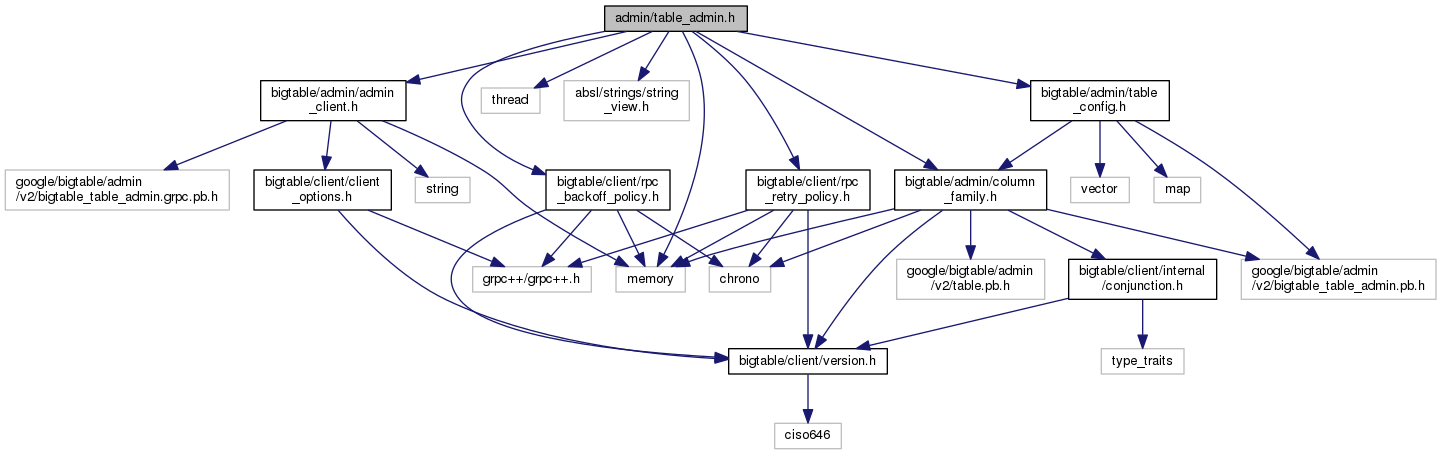 admin/table_admin.h
bigtable/admin/admin
_client.h
thread
absl/strings/string
_view.h
bigtable/admin/table
_config.h
google/bigtable/admin
/v2/bigtable_table_admin.grpc.pb.h
bigtable/client/client
_options.h
string
bigtable/client/rpc
_backoff_policy.h
bigtable/client/rpc
_retry_policy.h
bigtable/admin/column
_family.h
vector
map
grpc++/grpc++.h
memory
chrono
google/bigtable/admin
/v2/table.pb.h
bigtable/client/internal
/conjunction.h
google/bigtable/admin
/v2/bigtable_table_admin.pb.h
bigtable/client/version.h
type_traits
ciso646